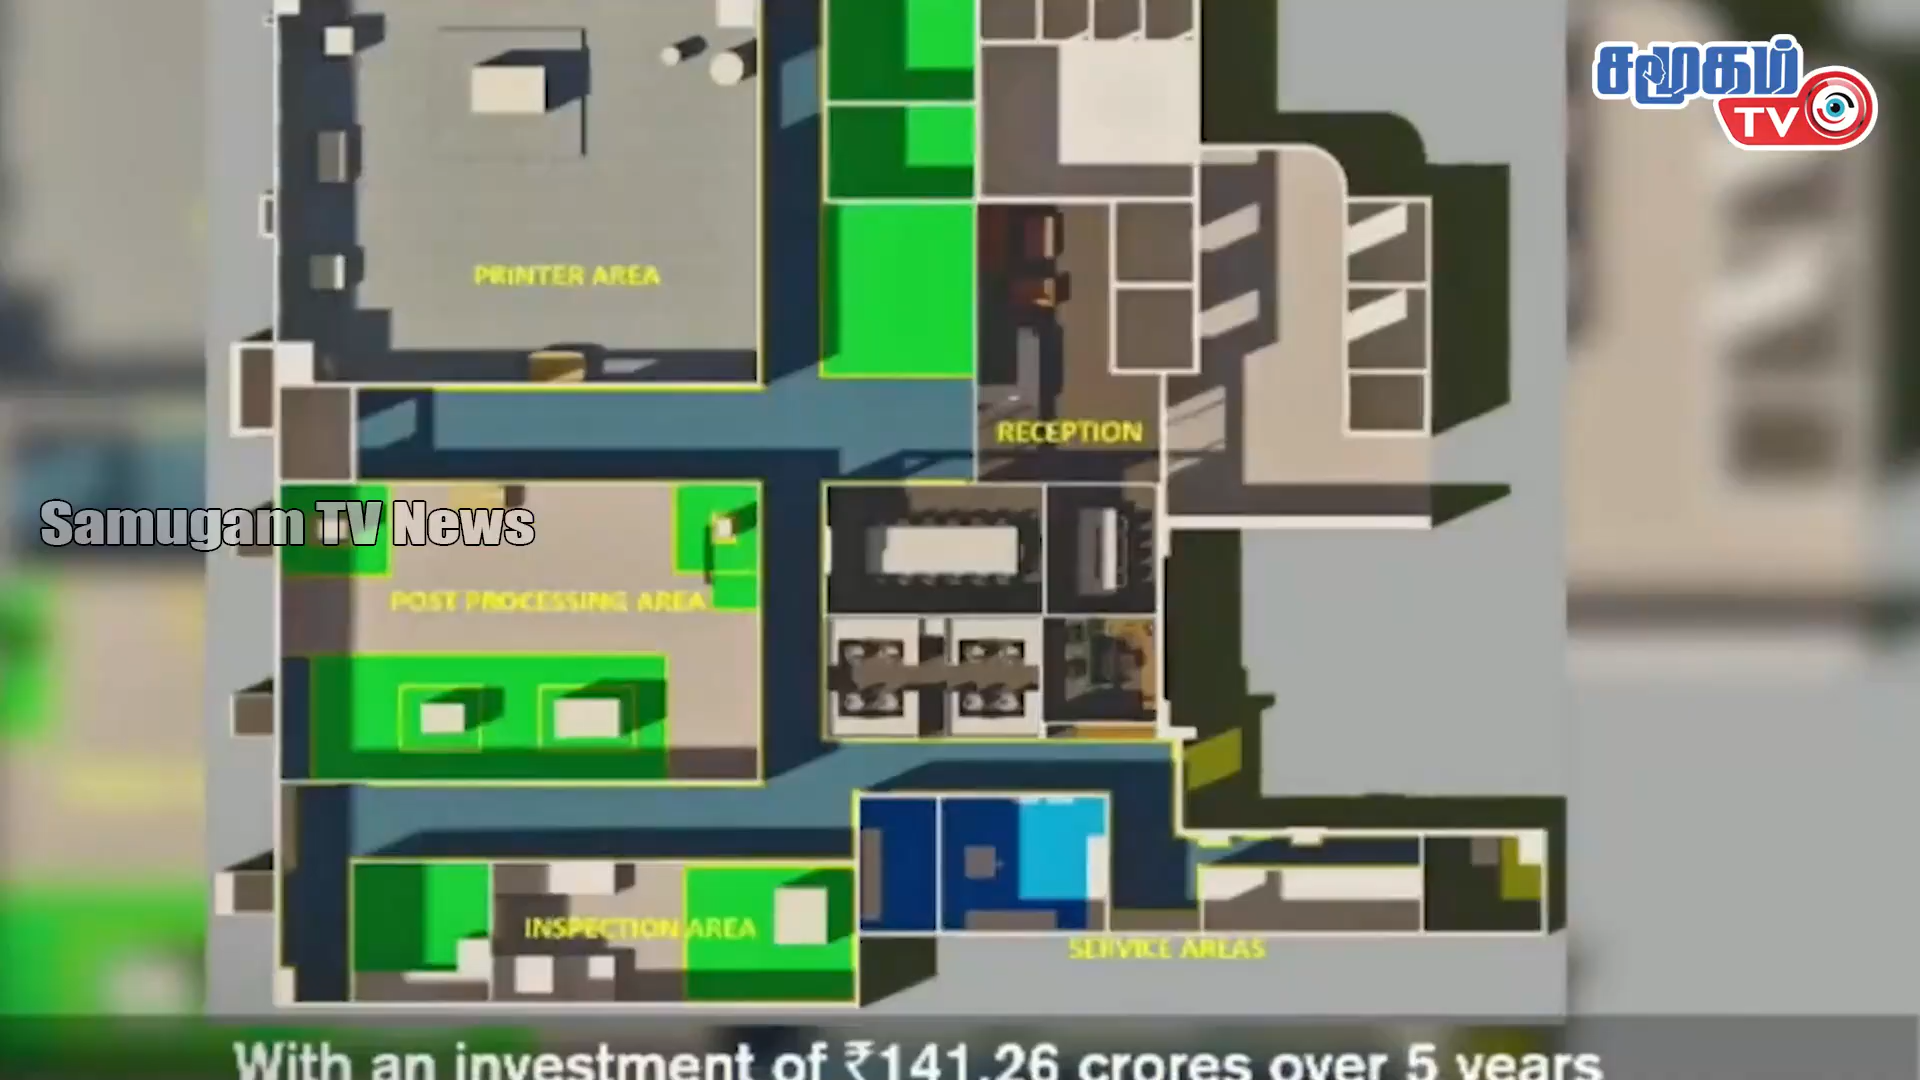 சமூகம்
TV
PRINTER AREA
RECEPTION
Samugam TV News
POST PROCESSING AREA
INSPECTION AREA
SERVICE AREAS
With an investment of ₹141.26 crores over 5 years